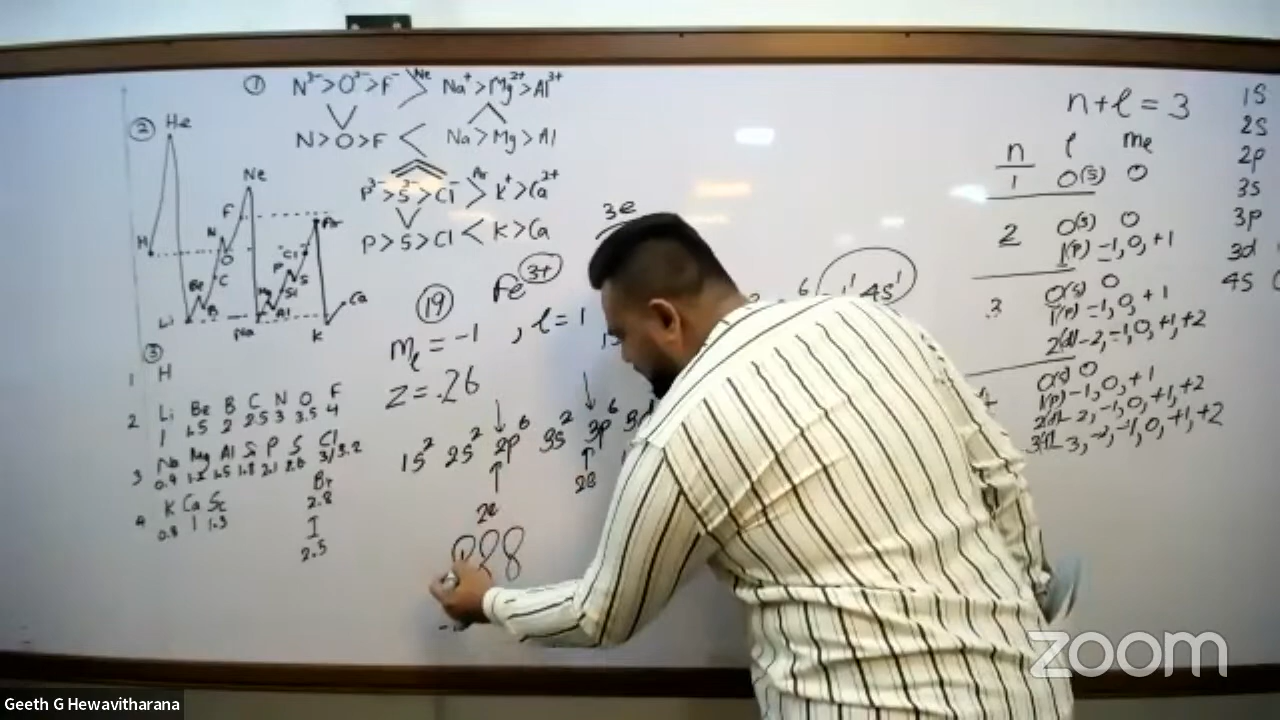 ① N³⁻>O²⁻>F⁻ > Ne Na⁺>Mg²⁺>Al³⁺
N>O>F < Na>Mg>Al
P³⁻>S²⁻>Cl⁻ > Ar K⁺>Ca²⁺
P>S>Cl < K>Ca
② He
Ne
F
Ar
H
N
O
Cl
P
C
S
Be
Mg
Si
Ca
B
Al
Li
Na
K
③
1 H
2 Li Be B C N O F
1 1.5 2 2.5 3 3.5 4
3 Na Mg Al Si P S Cl
0.9 1.2 1.5 1.8 2.1 2.6 3/3.2
4 K Ca Sc Br
0.8 1 1.3 2.8
I
2.5
3e
⑲ Fe³⁺
mₗ = -1 , l = 1
Z = 26
6 4s¹
1s² 2s² 2p⁶ 3s² 3p⁶ 3d
2e
n+l = 3
n l mₗ
1 0(s) 0
2 0(s) 0
1(p) -1, 0, +1
3 0(s) 0
1(p) -1, 0, +1
2(d) -2, -1, 0, +1, +2
0(s) 0
1(p) -1, 0, +1
2(d) -2, -1, 0, +1, +2
1s
2s
2p
3s
3p
3d
4s
zoom
Geeth G Hewavitharana